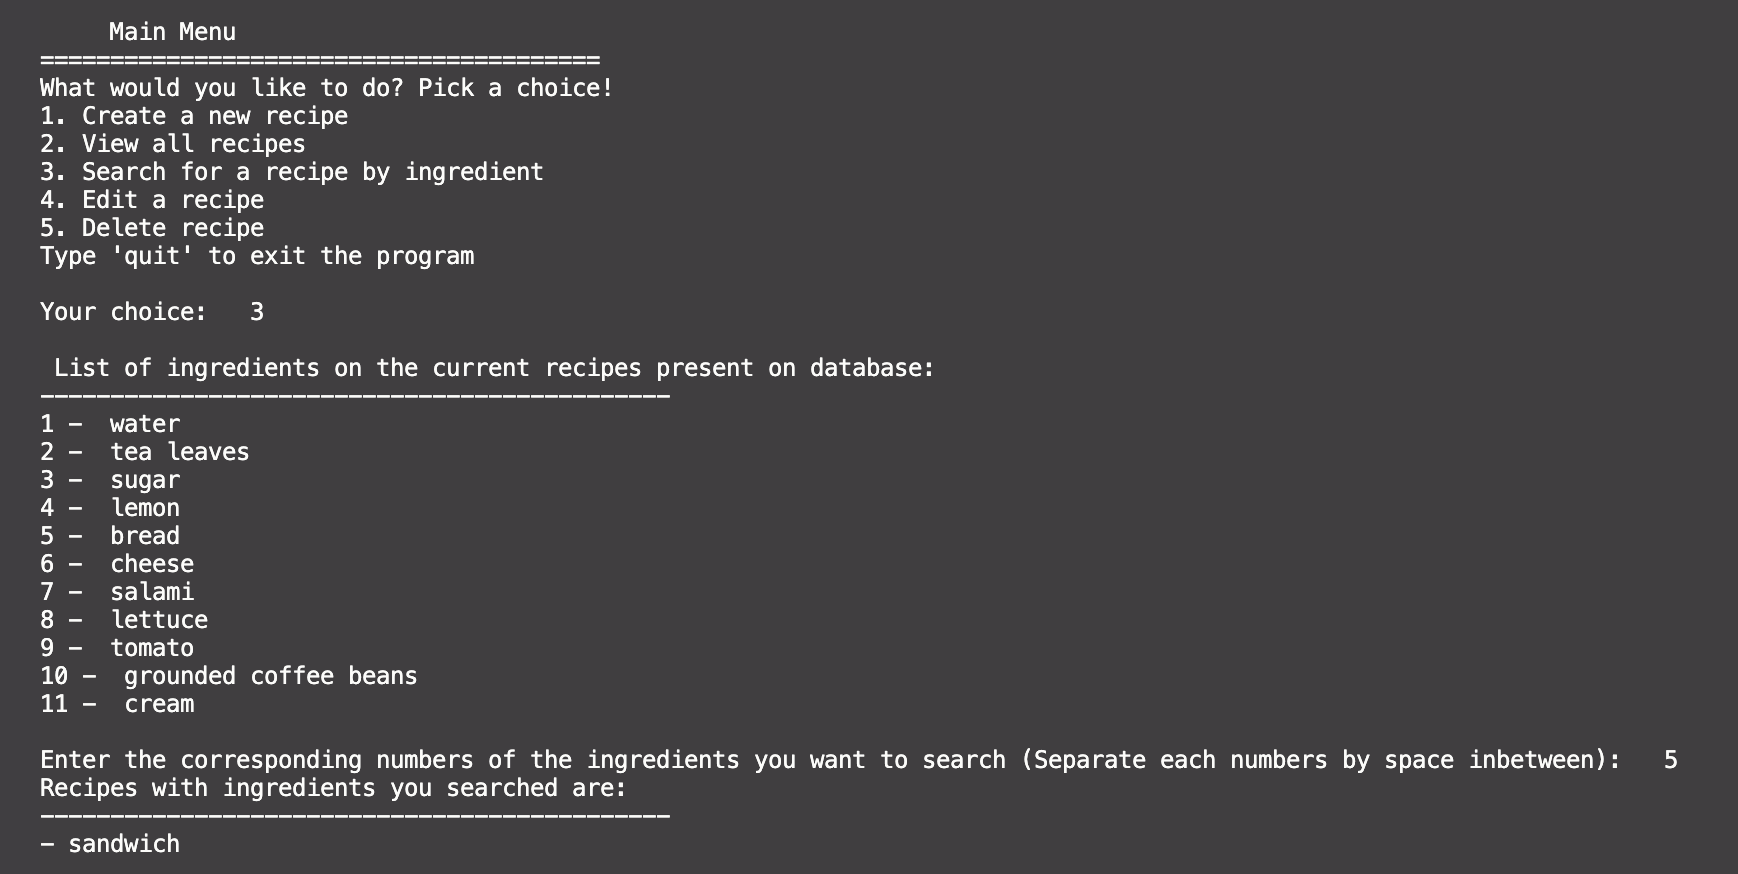 Main Menu
========================================
What would you like to do? Pick a choice!
1. Create a new recipe
2. View all recipes
3. Search for a recipe by ingredient
4. Edit a recipe
5. Delete recipe
Type 'quit' to exit the program
Your choice:   3
List of ingredients on the current recipes present on database:
---------------------------------------------
1 -  water
2 -  tea leaves
3 -  sugar
4 -  lemon
5 -  bread
6 -  cheese
7 -  salami
8 -  lettuce
9 -  tomato
10 -  grounded coffee beans
11 -  cream
Enter the corresponding numbers of the ingredients you want to search (Separate each numbers by space inbetween):   5
Recipes with ingredients you searched are:
---------------------------------------------
- sandwich